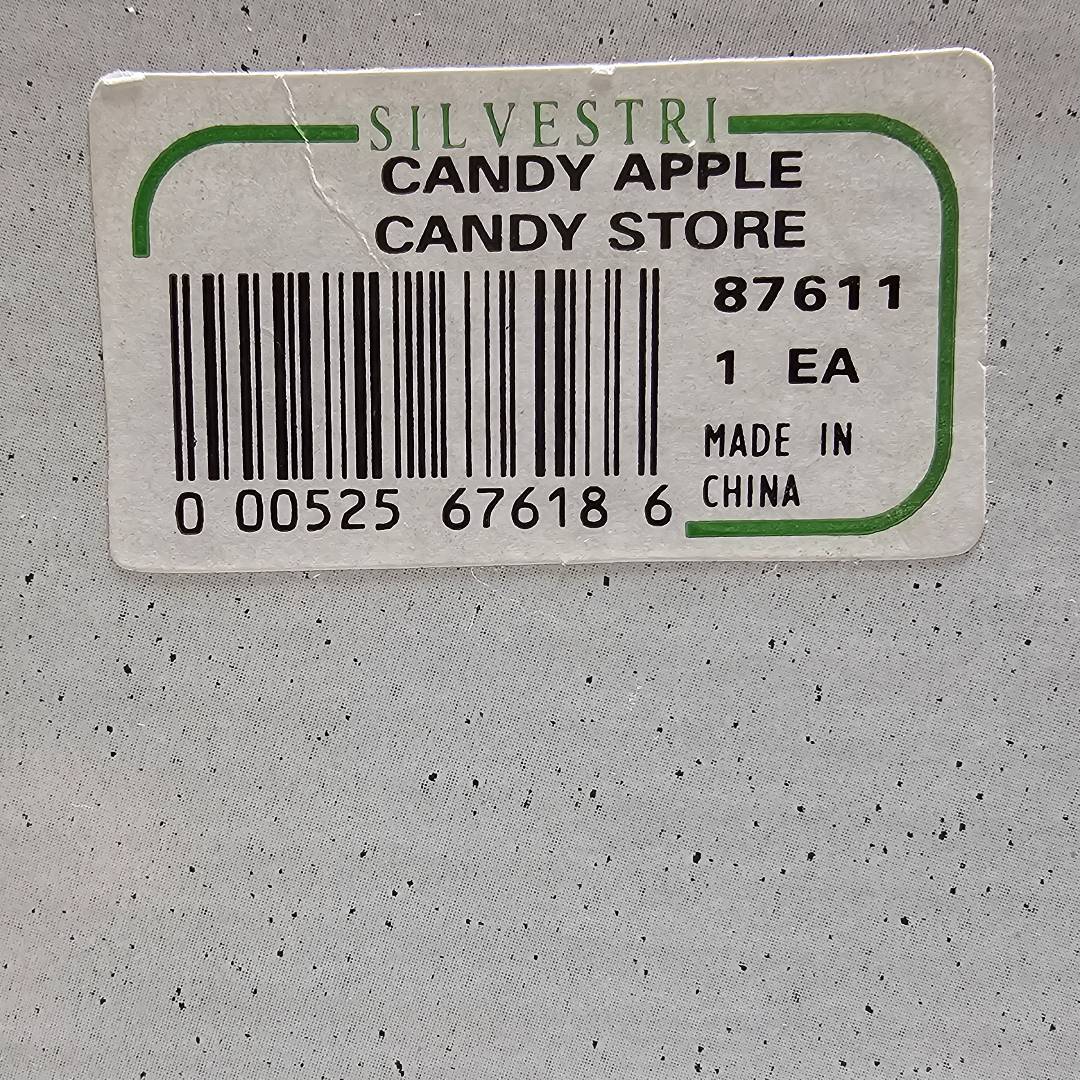 SILVESTRI
CANDY APPLE
CANDY STORE
87611
1 EA
MADE IN
CHINA
0 00525 67618 6